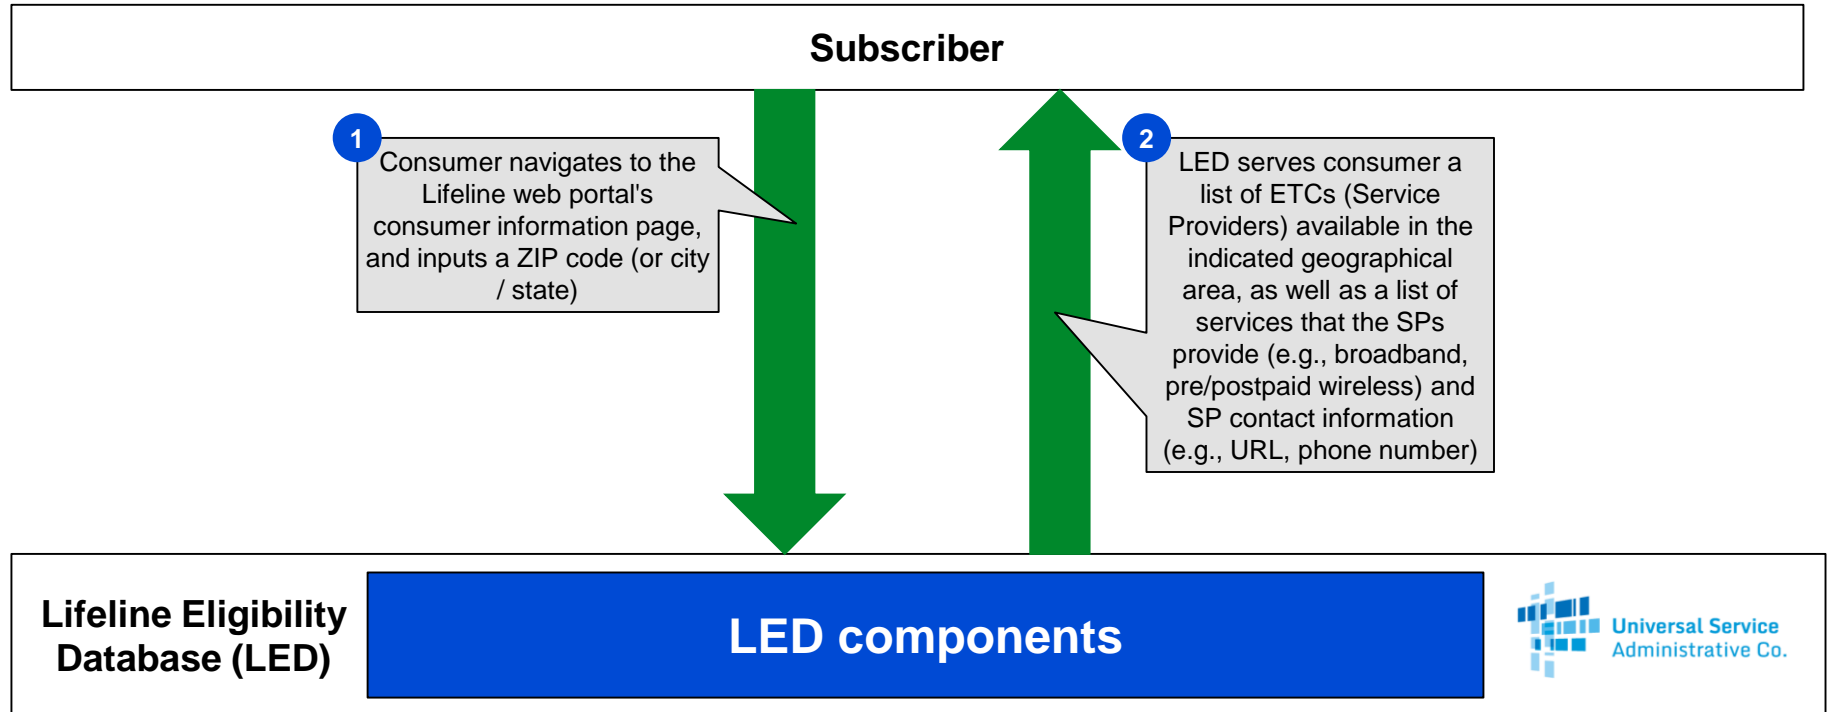 Subscriber
1
Consumer navigates to the
Lifeline web portal's
consumer information page,
and inputs a ZIP code (or city
/ state)
2
LED serves consumer a
list of ETCs (Service
Providers) available in the
indicated geographical
area, as well as a list of
services that the SPs
provide (e.g., broadband,
pre/postpaid wireless) and
SP contact information
(e.g., URL, phone number)
Lifeline Eligibility
Database (LED)
LED components
Universal Service
Administrative Co.